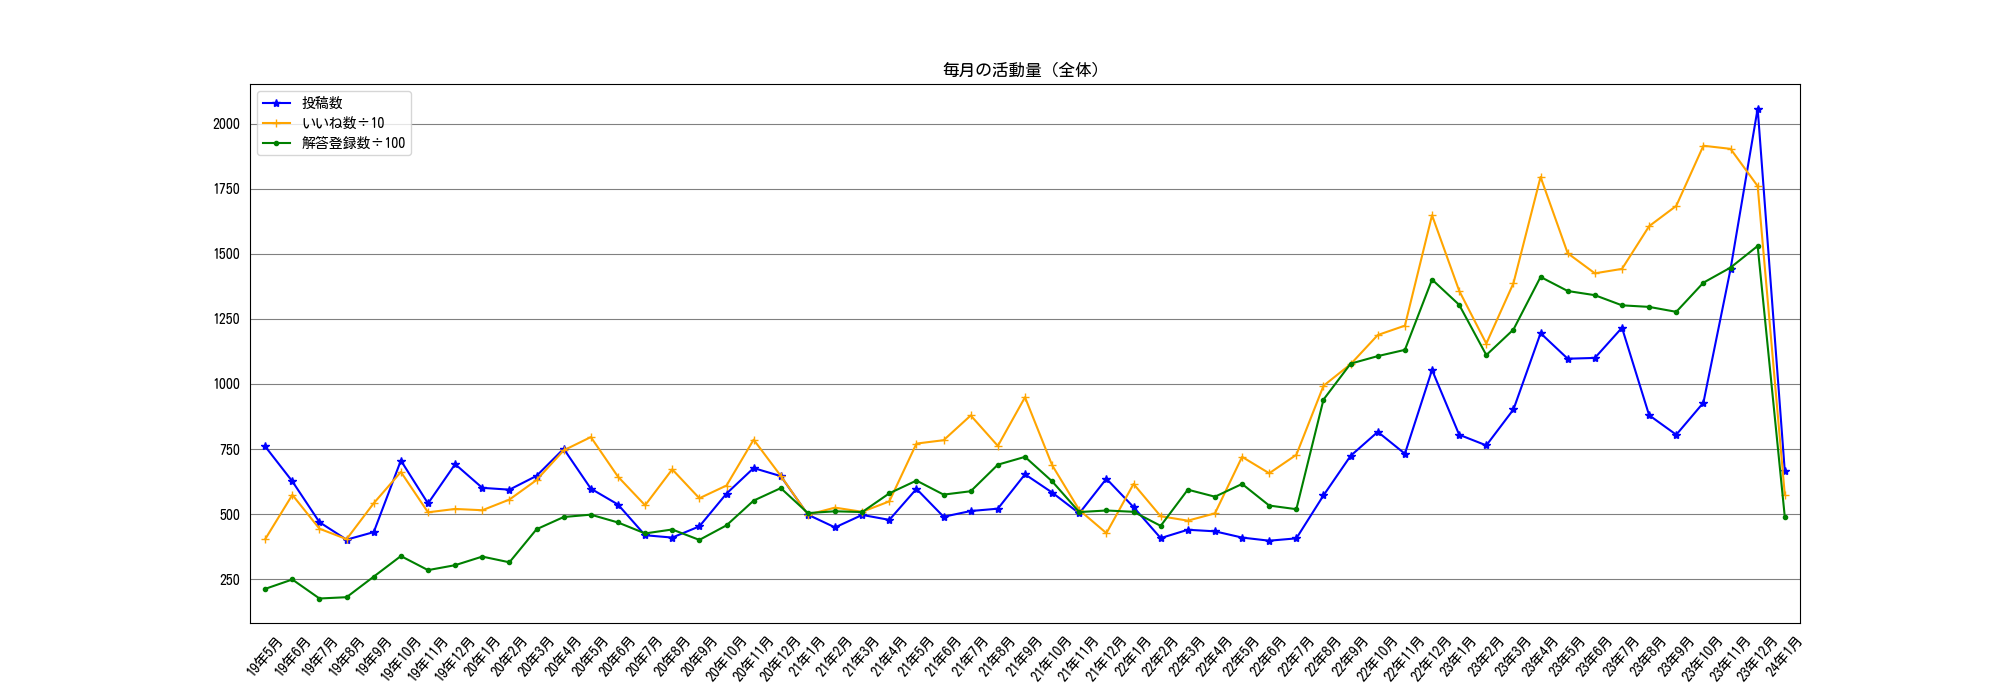 毎月の活動量（全体）
投稿数
いいね数÷10
解答登録数÷100
2000
1750
1500
1250
1000
750
500
250
19年5月
19年6月
19年7月
19年8月
19年9月
19年10月
19年11月
19年12月
20年1月
20年2月
20年3月
20年4月
20年5月
20年6月
20年7月
20年8月
20年9月
20年10月
20年11月
20年12月
21年1月
21年2月
21年3月
21年4月
21年5月
21年6月
21年7月
21年8月
21年9月
21年10月
21年11月
21年12月
22年1月
22年2月
22年3月
22年4月
22年5月
22年6月
22年7月
22年8月
22年9月
22年10月
22年11月
22年12月
23年1月
23年2月
23年3月
23年4月
23年5月
23年6月
23年7月
23年8月
23年9月
23年10月
23年11月
23年12月
24年1月